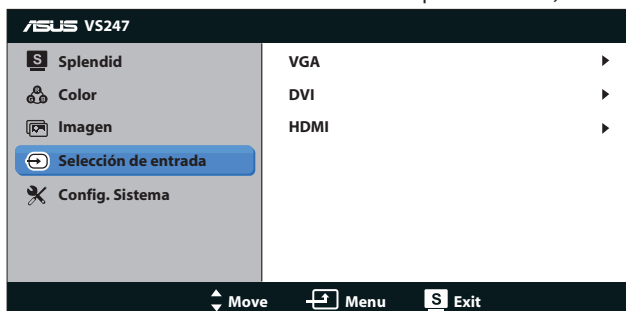 ASUS VS247
S Splendid
Color
Imagen
Selección de entrada
Config. Sistema
VGA
DVI
HDMI
Move Menu S Exit